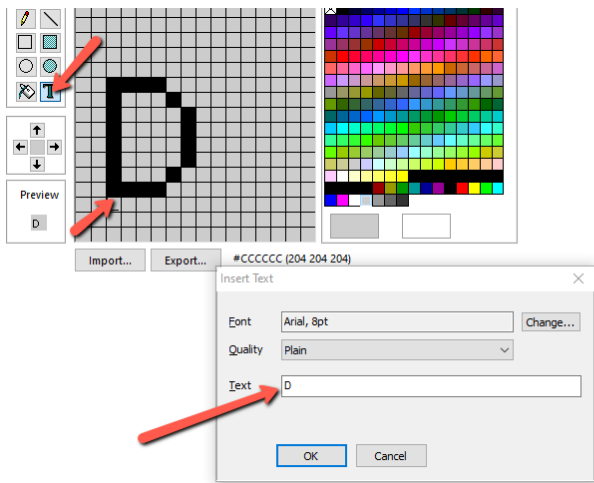 T
D
Preview
D
Import... Export... #CCCCCC (204 204 204)
Insert Text
Font Arial, 8pt Change...
Quality Plain
Text D
OK Cancel